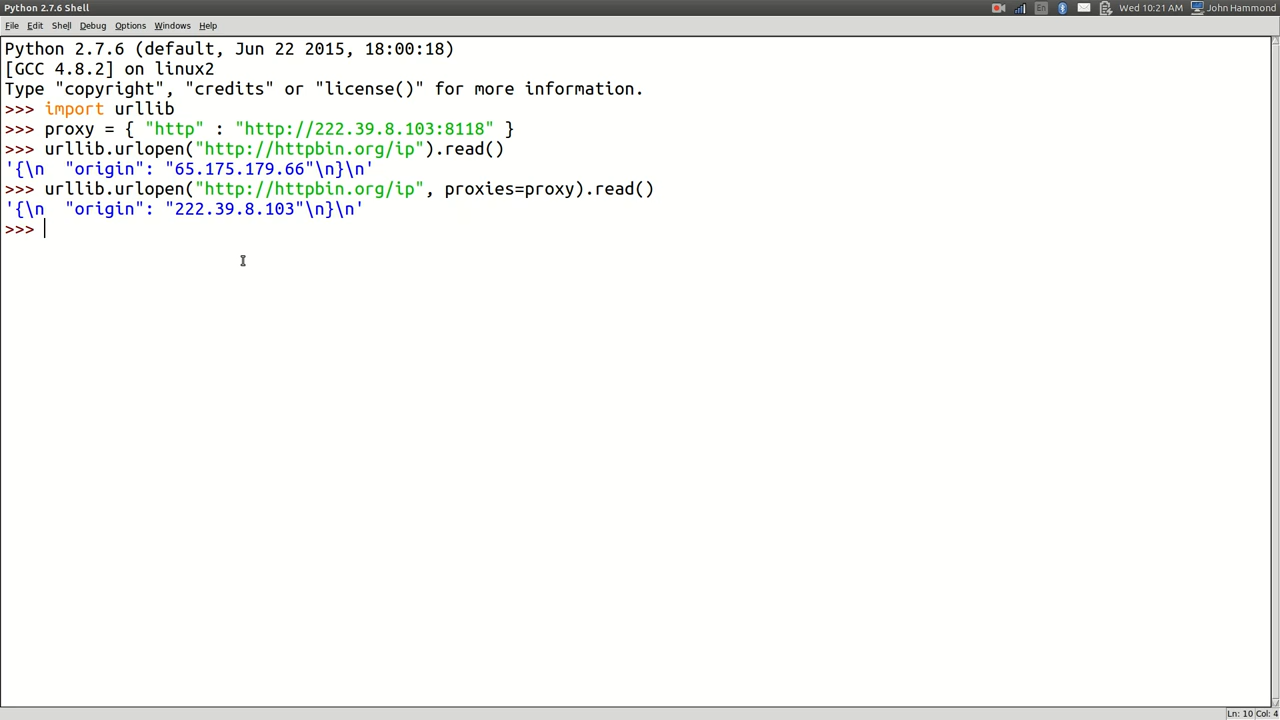 Python 2.7.6 Shell
Wed 10:21 AM John Hammond
File Edit Shell Debug Options Windows Help
Python 2.7.6 (default, Jun 22 2015, 18:00:18)
[GCC 4.8.2] on linux2
Type "copyright", "credits" or "license()" for more information.
>>> import urllib
>>> proxy = { "http" : "http://222.39.8.103:8118" }
>>> urllib.urlopen("http://httpbin.org/ip").read()
'{\n  "origin": "65.175.179.66"\n}\n'
>>> urllib.urlopen("http://httpbin.org/ip", proxies=proxy).read()
'{\n  "origin": "222.39.8.103"\n}\n'
>>>
Ln: 10 Col: 4